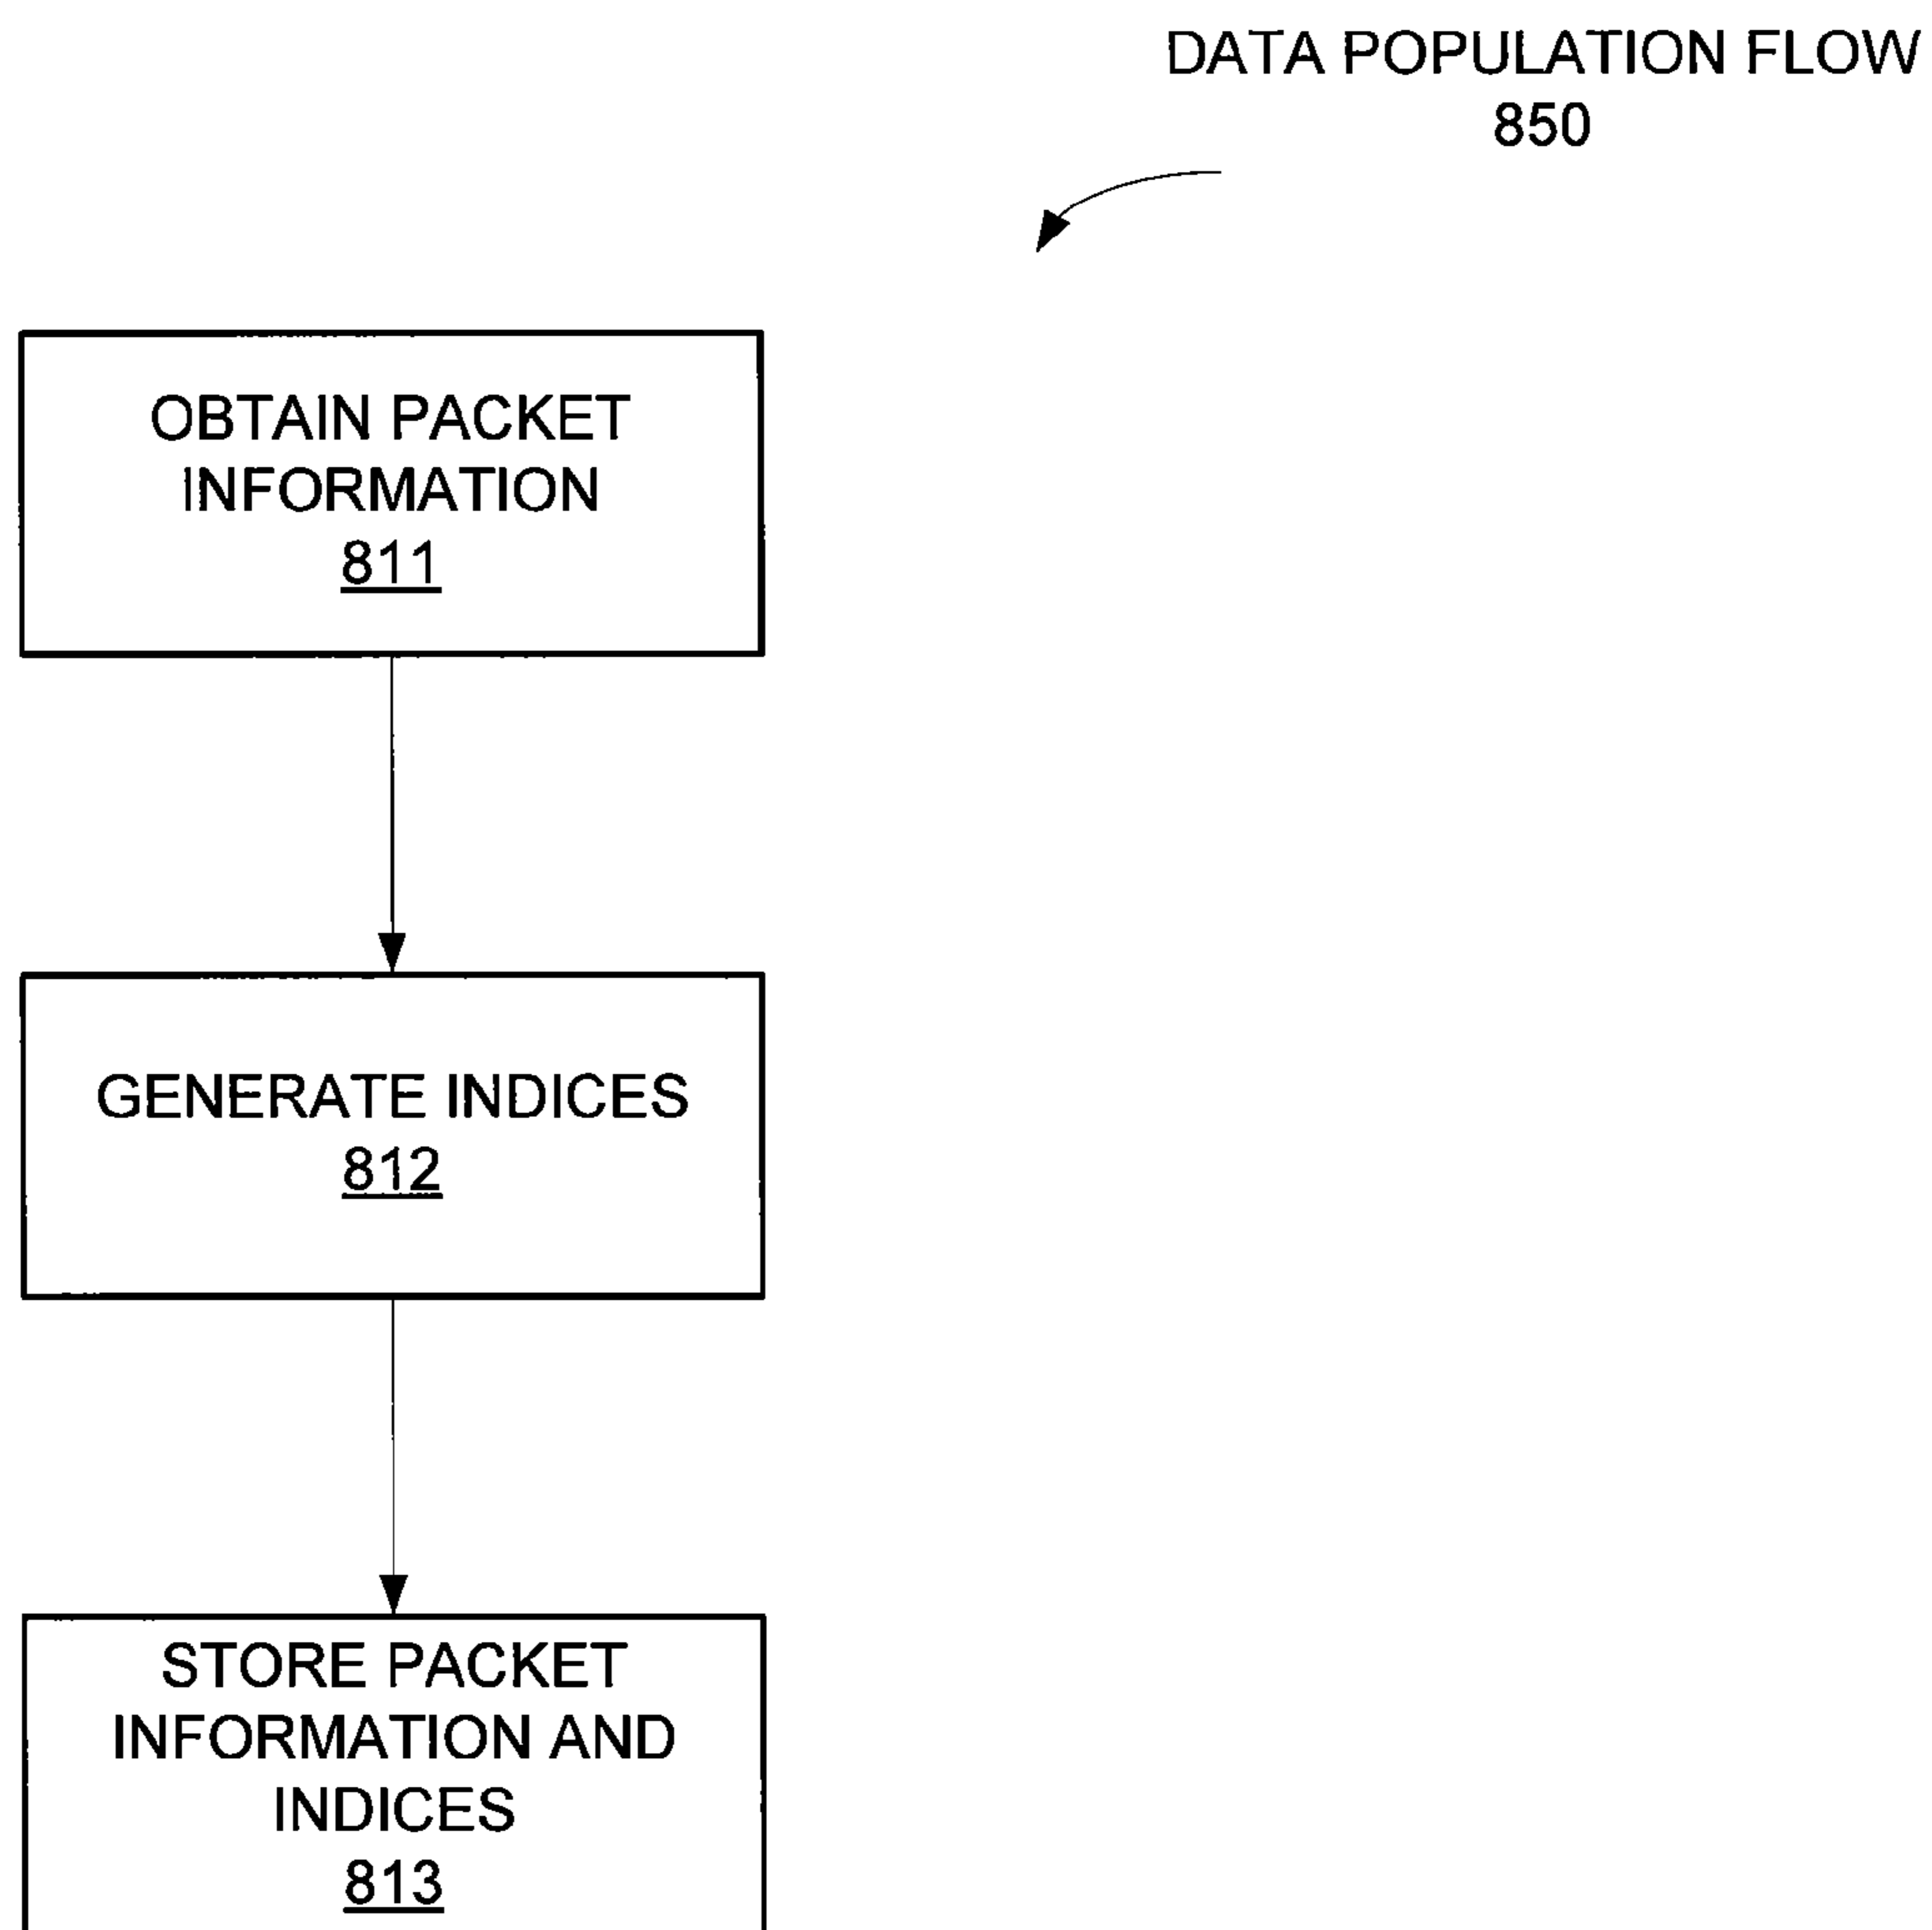 DATA POPULATION FLOW
850
OBTAIN PACKET
INFORMATION
811
GENERATE INDICES
812
STORE PACKET
INFORMATION AND
INDICES
813